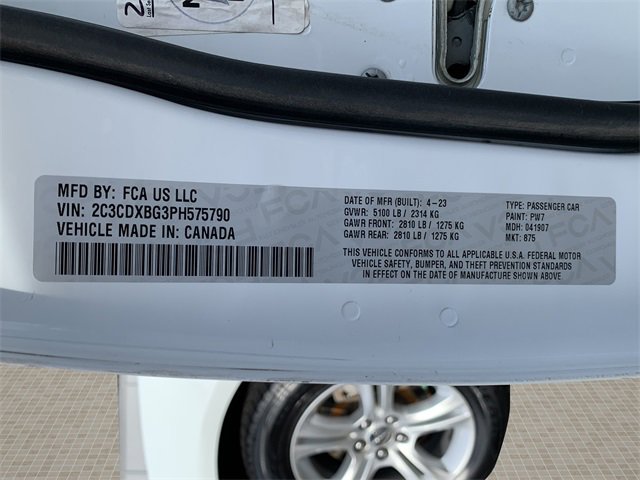 MFD BY: FCA US LLC
VIN: 2C3CDXBG3PH575790
VEHICLE MADE IN: CANADA
DATE OF MFR (BUILT): 4-23
GVWR: 5100 LB / 2314 KG
GAWR FRONT: 2810 LB / 1275 KG
GAWR REAR: 2810 LB / 1275 KG
TYPE: PASSENGER CAR
PAINT: PW7
MDH: 041907
MKT: 875
THIS VEHICLE CONFORMS TO ALL APPLICABLE U.S.A. FEDERAL MOTOR
VEHICLE SAFETY, BUMPER, AND THEFT PREVENTION STANDARDS
IN EFFECT ON THE DATE OF MANUFACTURE SHOWN ABOVE.